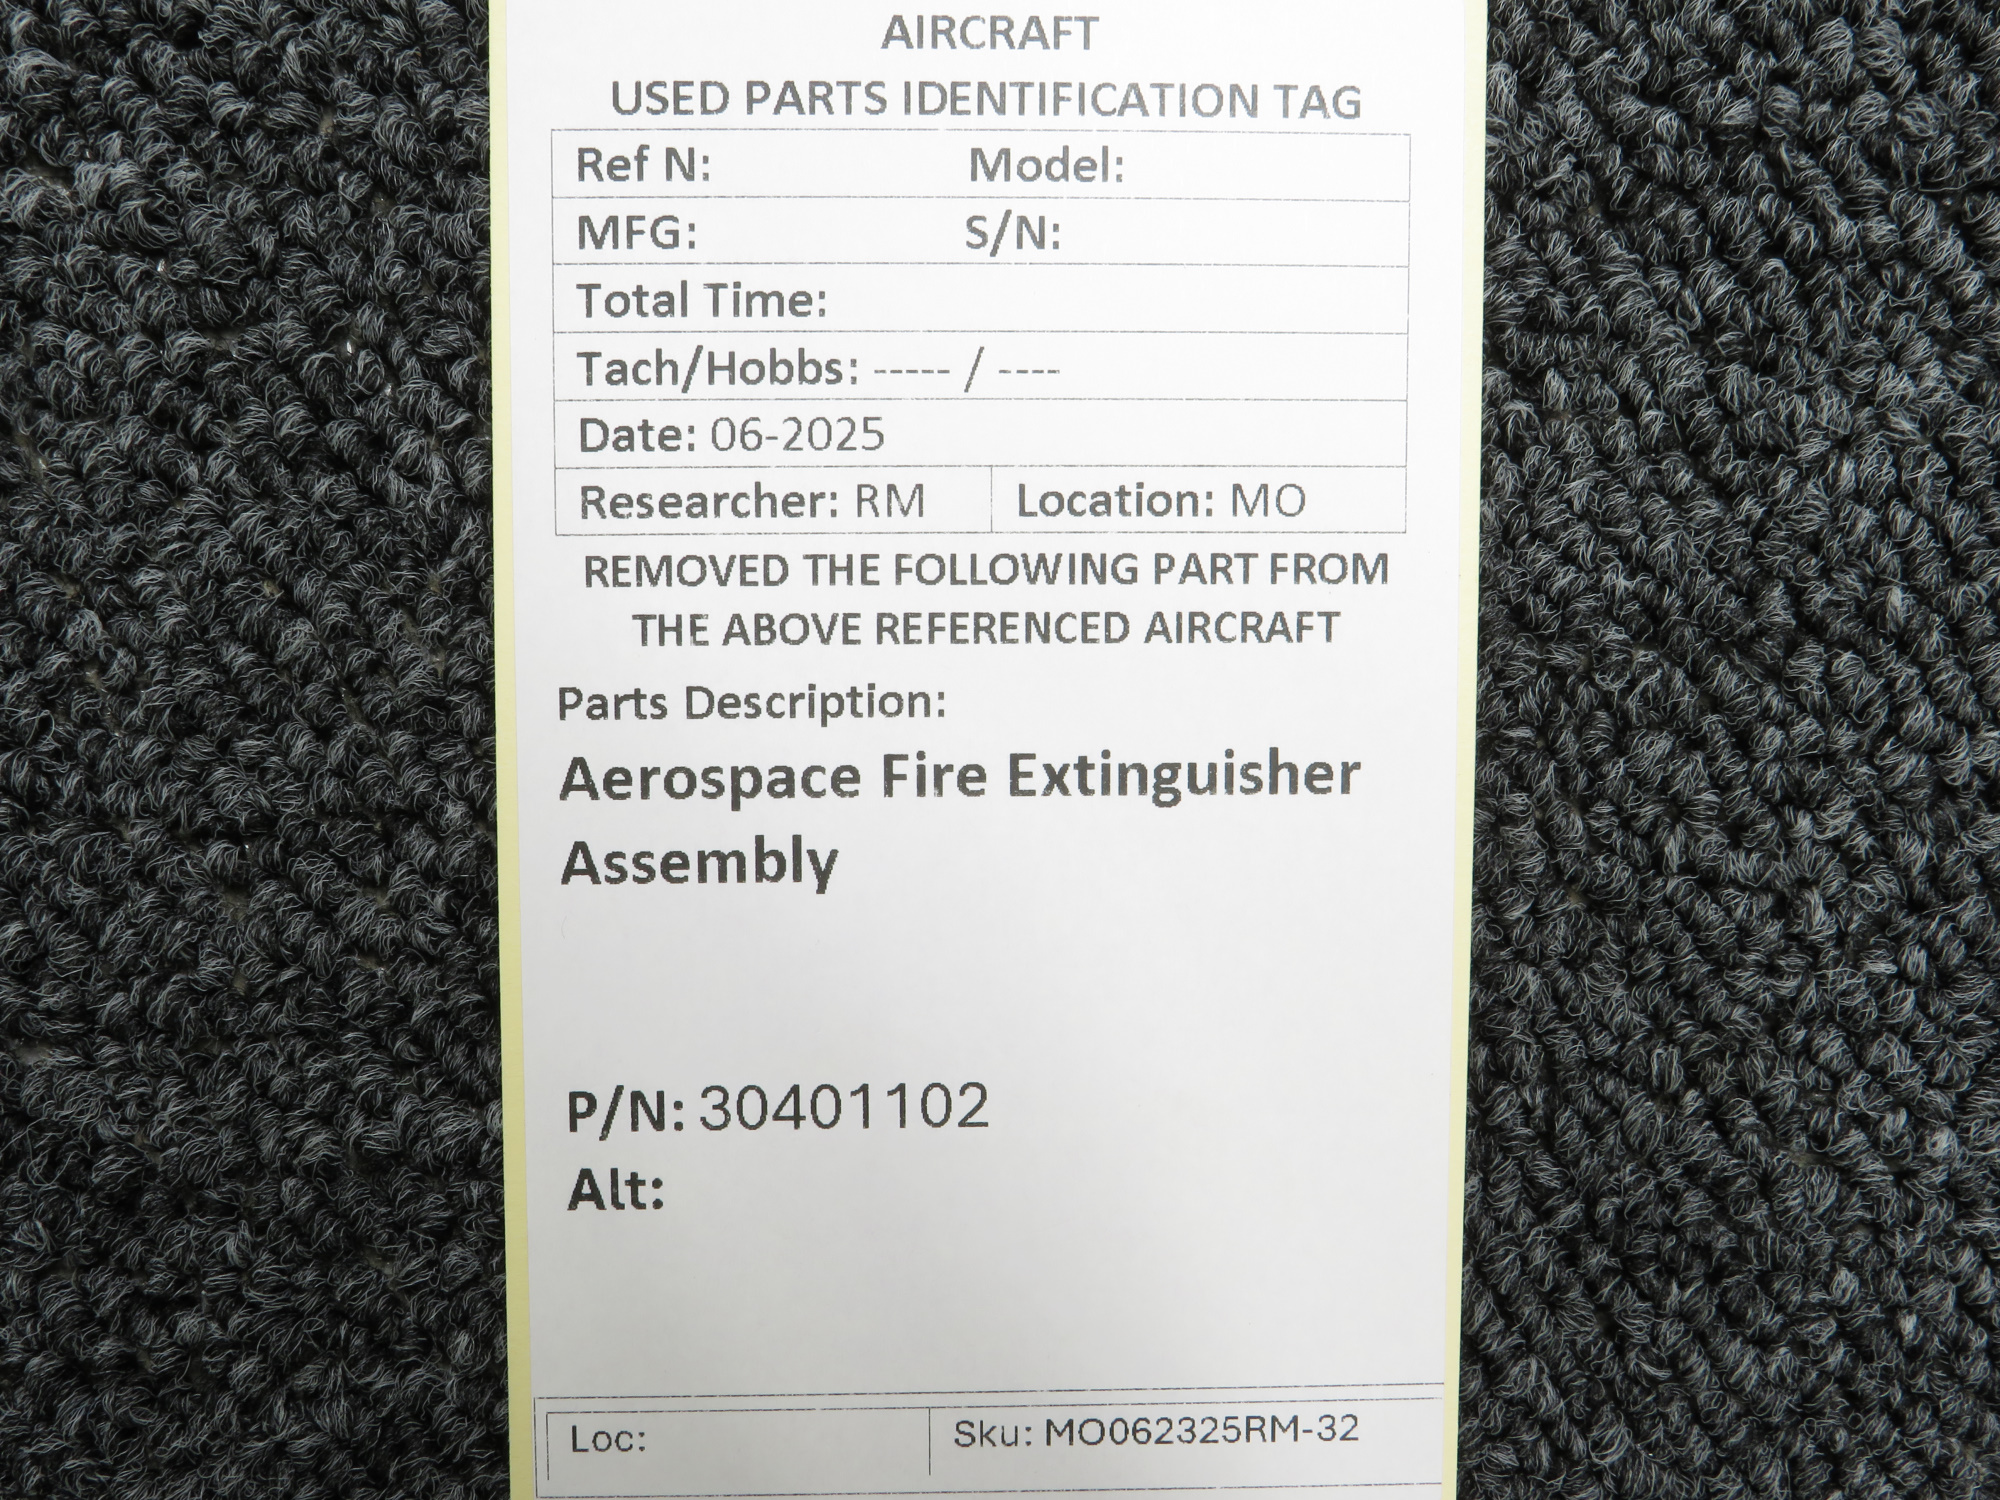 AIRCRAFT
USED PARTS IDENTIFICATION TAG
Ref N: Model:
MFG: S/N:
Total Time:
Tach/Hobbs: ----- / ----
Date: 06-2025
Researcher: RM Location: MO
REMOVED THE FOLLOWING PART FROM
THE ABOVE REFERENCED AIRCRAFT
Parts Description:
Aerospace Fire Extinguisher
Assembly
P/N: 30401102
Alt:
Loc: Sku: MO062325RM-32